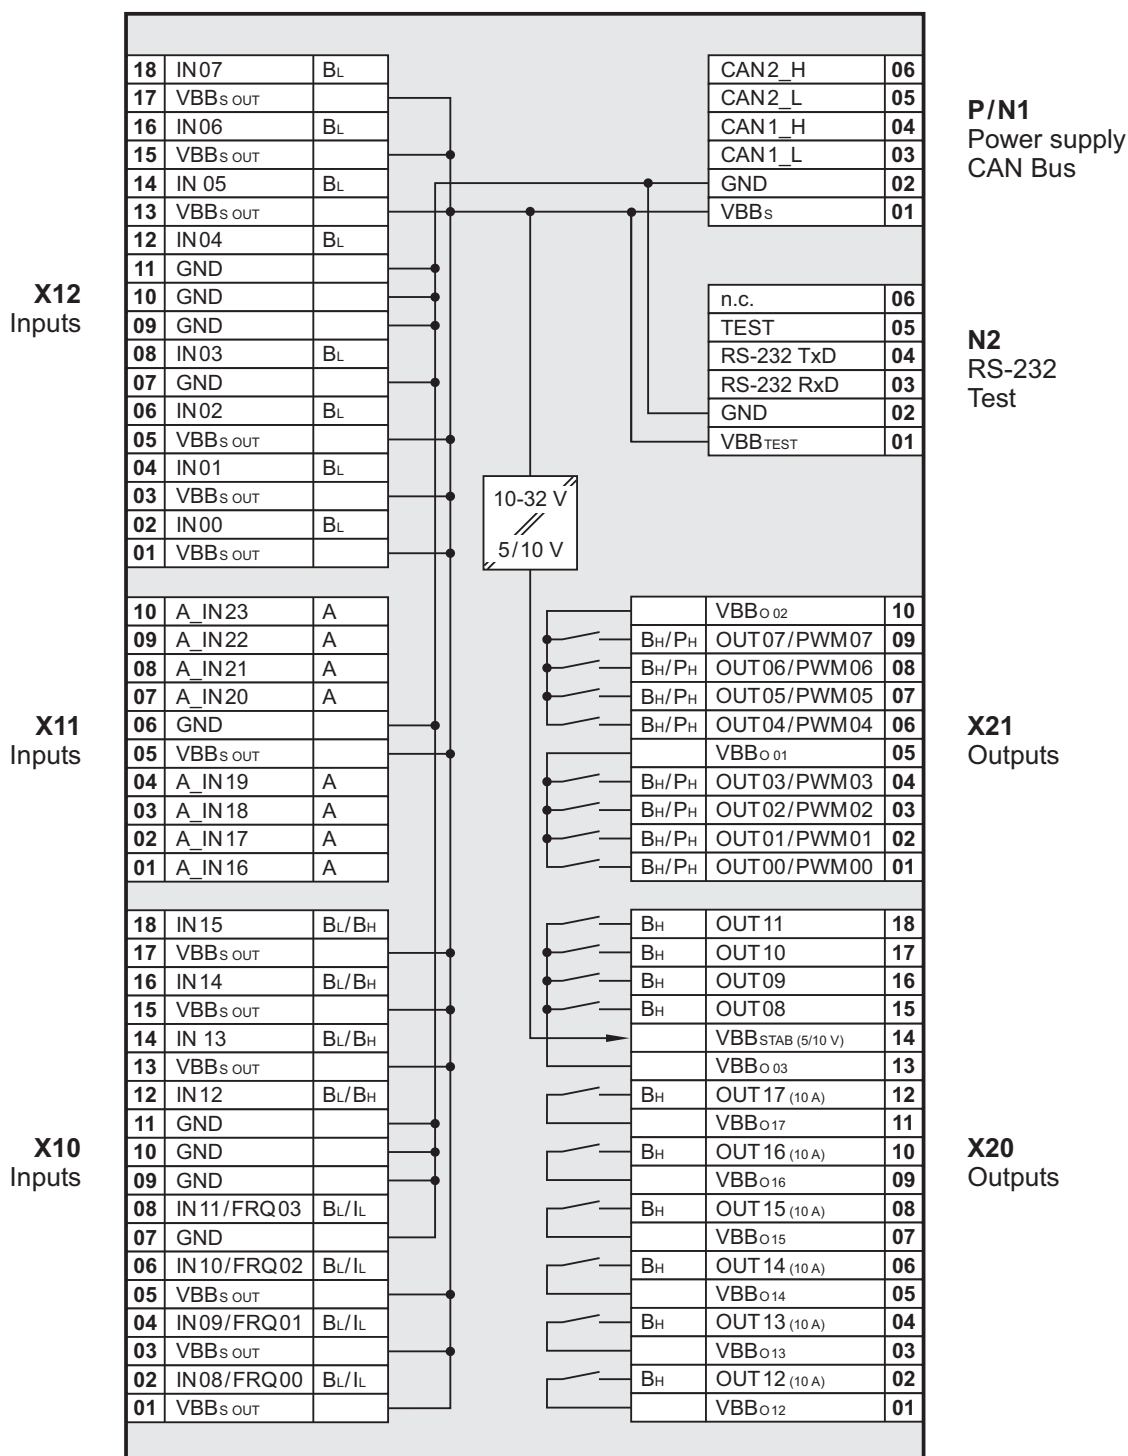 X12
Inputs
18 IN07 BL
17 VBBS OUT
16 IN06 BL
15 VBBS OUT
14 IN 05 BL
13 VBBS OUT
12 IN04 BL
11 GND
10 GND
09 GND
08 IN03 BL
07 GND
06 IN02 BL
05 VBBS OUT
04 IN01 BL
03 VBBS OUT
02 IN00 BL
01 VBBS OUT
X11
Inputs
10 A_IN23 A
09 A_IN22 A
08 A_IN21 A
07 A_IN20 A
06 GND
05 VBBS OUT
04 A_IN19 A
03 A_IN18 A
02 A_IN17 A
01 A_IN16 A
X10
Inputs
18 IN15 BL/BH
17 VBBS OUT
16 IN14 BL/BH
15 VBBS OUT
14 IN 13 BL/BH
13 VBBS OUT
12 IN12 BL/BH
11 GND
10 GND
09 GND
08 IN11/FRQ03 BL/IL
07 GND
06 IN10/FRQ02 BL/IL
05 VBBS OUT
04 IN09/FRQ01 BL/IL
03 VBBS OUT
02 IN08/FRQ00 BL/IL
01 VBBS OUT
10-32 V
5/10 V
CAN2_H 06
CAN2_L 05
CAN1_H 04
CAN1_L 03
GND 02
VBBS 01
P/N1
Power supply
CAN Bus
n.c. 06
TEST 05
RS-232 TxD 04
RS-232 RxD 03
GND 02
VBBTEST 01
N2
RS-232
Test
VBBO 02 10
BH/PH OUT07/PWM07 09
BH/PH OUT06/PWM06 08
BH/PH OUT05/PWM05 07
BH/PH OUT04/PWM04 06
VBBO 01 05
BH/PH OUT03/PWM03 04
BH/PH OUT02/PWM02 03
BH/PH OUT01/PWM01 02
BH/PH OUT00/PWM00 01
X21
Outputs
BH OUT11 18
BH OUT10 17
BH OUT09 16
BH OUT08 15
VBBSTAB (5/10 V) 14
VBBO 03 13
BH OUT17 (10 A) 12
VBBO17 11
BH OUT16 (10 A) 10
VBBO16 09
BH OUT15 (10 A) 08
VBBO15 07
BH OUT14 (10 A) 06
VBBO14 05
BH OUT13 (10 A) 04
VBBO13 03
BH OUT12 (10 A) 02
VBBO12 01
X20
Outputs